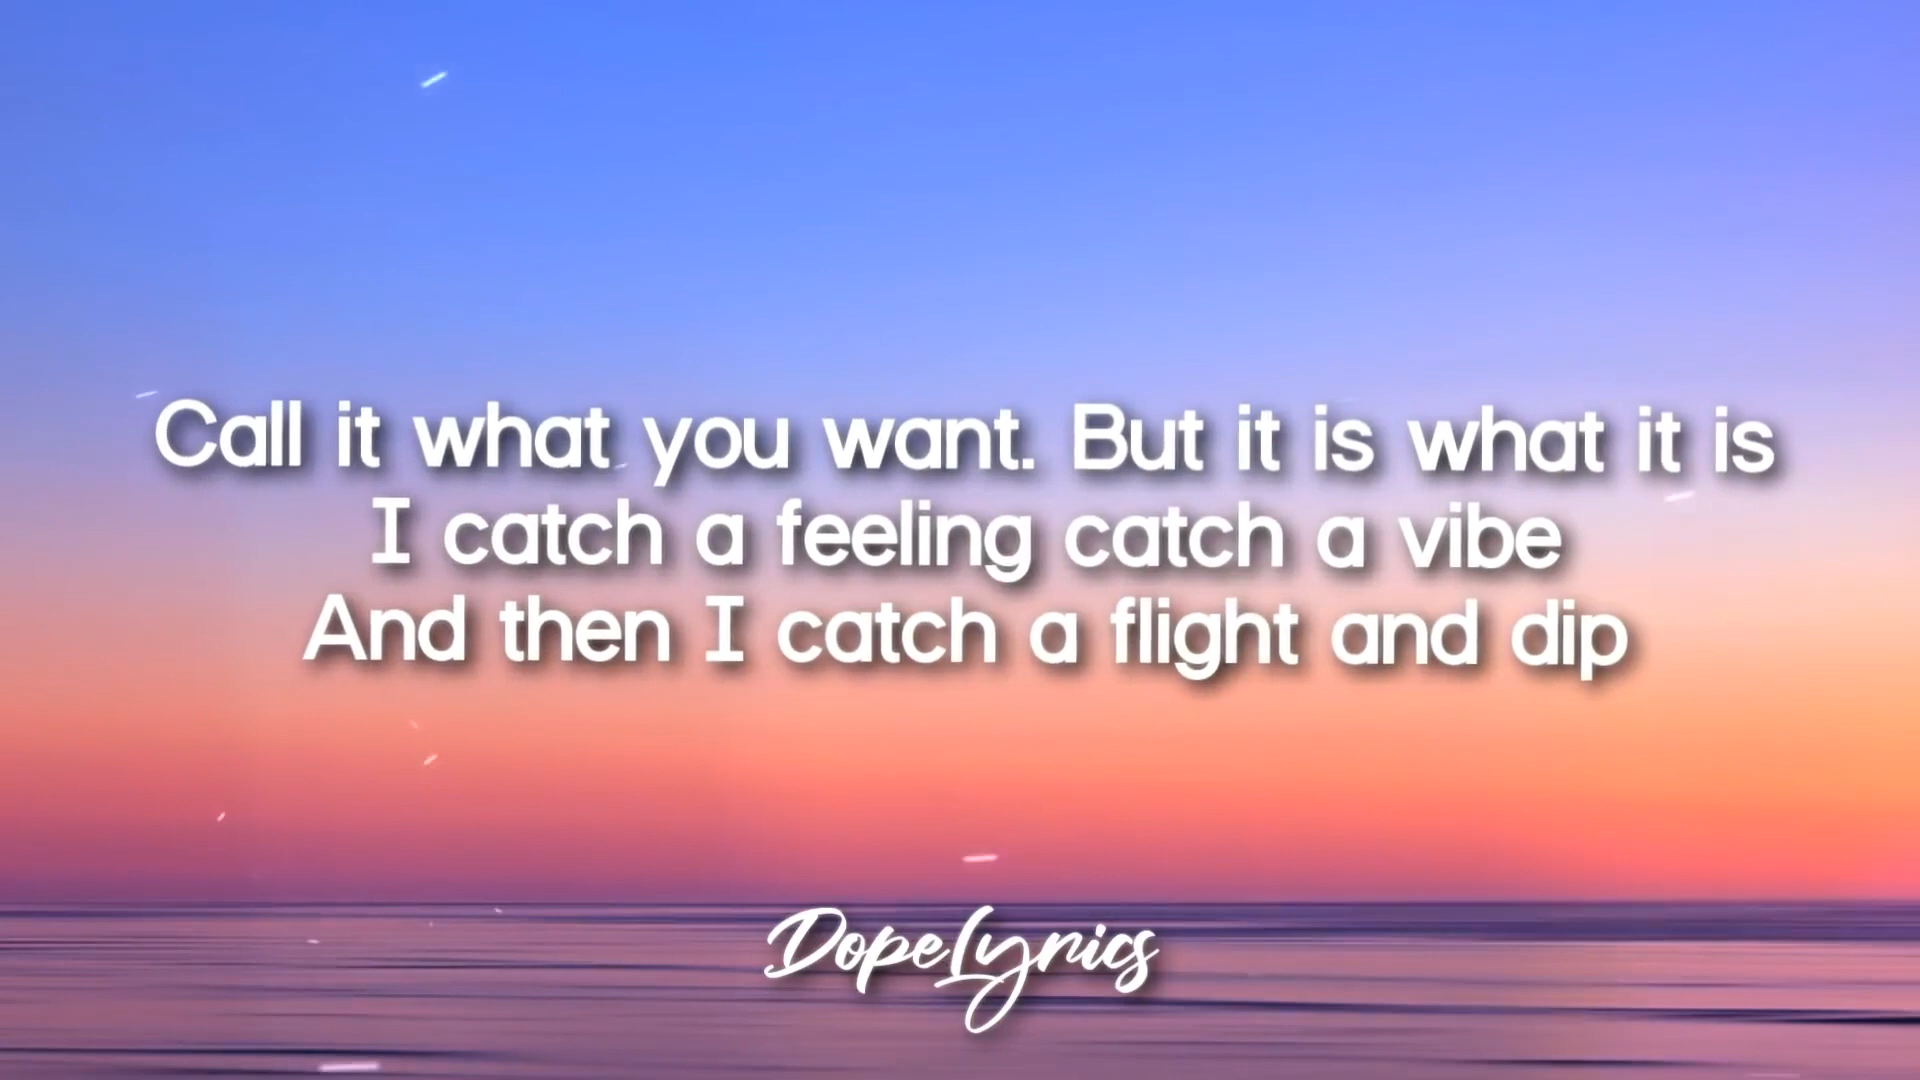 Call it what you want. But it is what it is
I catch a feeling catch a vibe
And then I catch a flight and dip
DopeLyrics